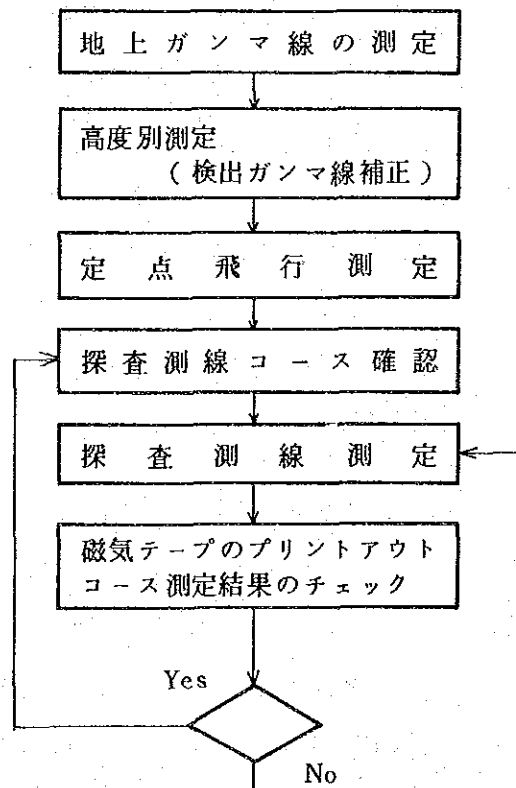 地上ガンマ線の測定
高度別測定
(検出ガンマ線補正)
定点飛行測定
探査測線コース確認
探査測線測定
磁気テープのプリントアウト
コース測定結果のチェック
Yes
No